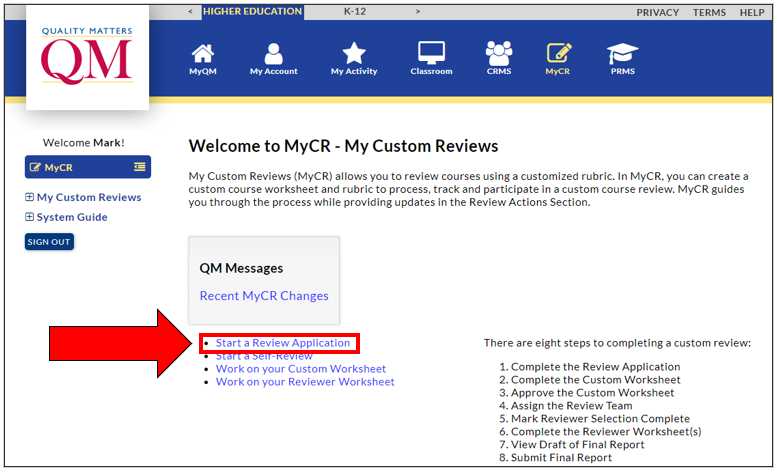 < HIGHER EDUCATION K-12 > PRIVACY TERMS HELP
QUALITY MATTERS
QM
MyQM My Account My Activity Classroom CRMS MyCR PRMS
Welcome Mark!
MyCR
My Custom Reviews
System Guide
SIGN OUT
Welcome to MyCR - My Custom Reviews
My Custom Reviews (MyCR) allows you to review courses using a customized rubric. In MyCR, you can create a
custom course worksheet and rubric to process, track and participate in a custom course review. MyCR guides
you through the process while providing updates in the Review Actions Section.
QM Messages
Recent MyCR Changes
• Start a Review Application
• Start a Self-Review
• Work on your Custom Worksheet
• Work on your Reviewer Worksheet
There are eight steps to completing a custom review:
1. Complete the Review Application
2. Complete the Custom Worksheet
3. Approve the Custom Worksheet
4. Assign the Review Team
5. Mark Reviewer Selection Complete
6. Complete the Reviewer Worksheet(s)
7. View Draft of Final Report
8. Submit Final Report